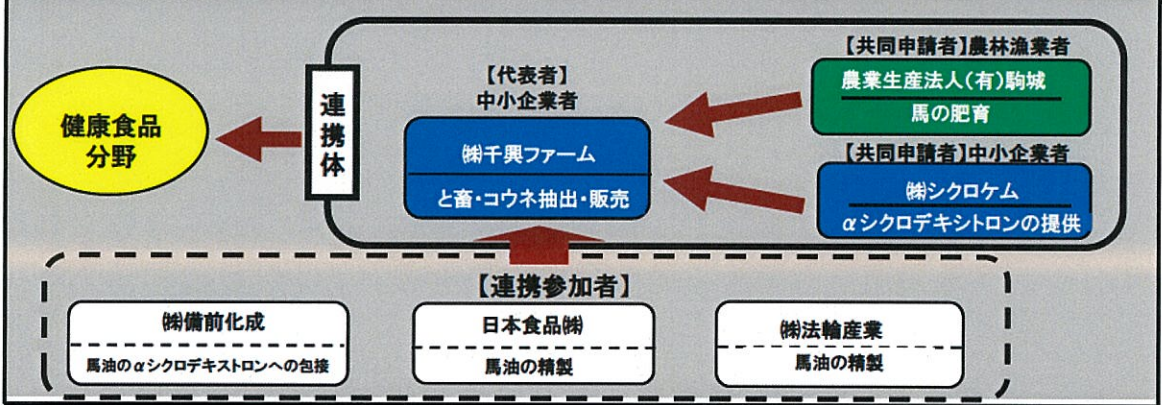 健康食品
分野
連携体
【代表者】
中小企業者
㈱千興ファーム
と畜・コウネ抽出・販売
【共同申請者】農林漁業者
農業生産法人(有)駒城
馬の肥育
【共同申請者】中小企業者
㈱シクロケム
αシクロデキシトロンの提供
【連携参加者】
㈱備前化成
馬油のαシクロデキストロンへの包接
日本食品㈱
馬油の精製
㈱法輪産業
馬油の精製